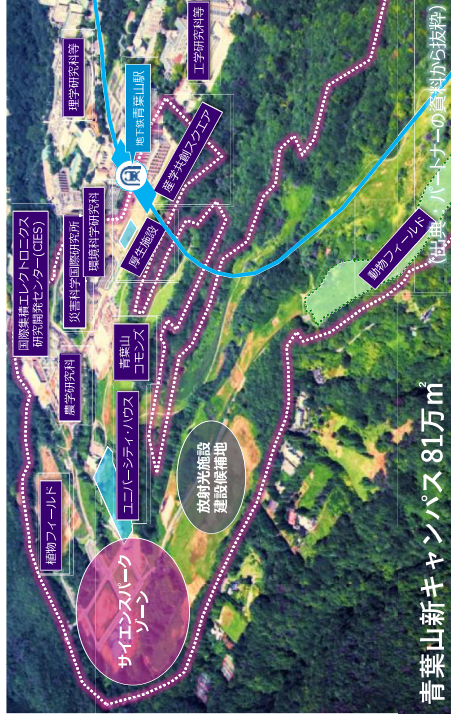 青葉山新キャンパス 81万㎡
(出典:パートナーの資料から抜粋)
植物フィールド
農学研究科
国際集積エレクトロニクス
研究開発センター(CIES)
災害科学国際研究所
環境科学研究科
理学研究科等
地下鉄青葉山駅
工学研究科等
サイエンスパーク
ゾーン
ユニバーシティ・ハウス
青葉山
コモンズ
厚生施設
産学共創スクエア
放射光施設
建設候補地
動物フィールド